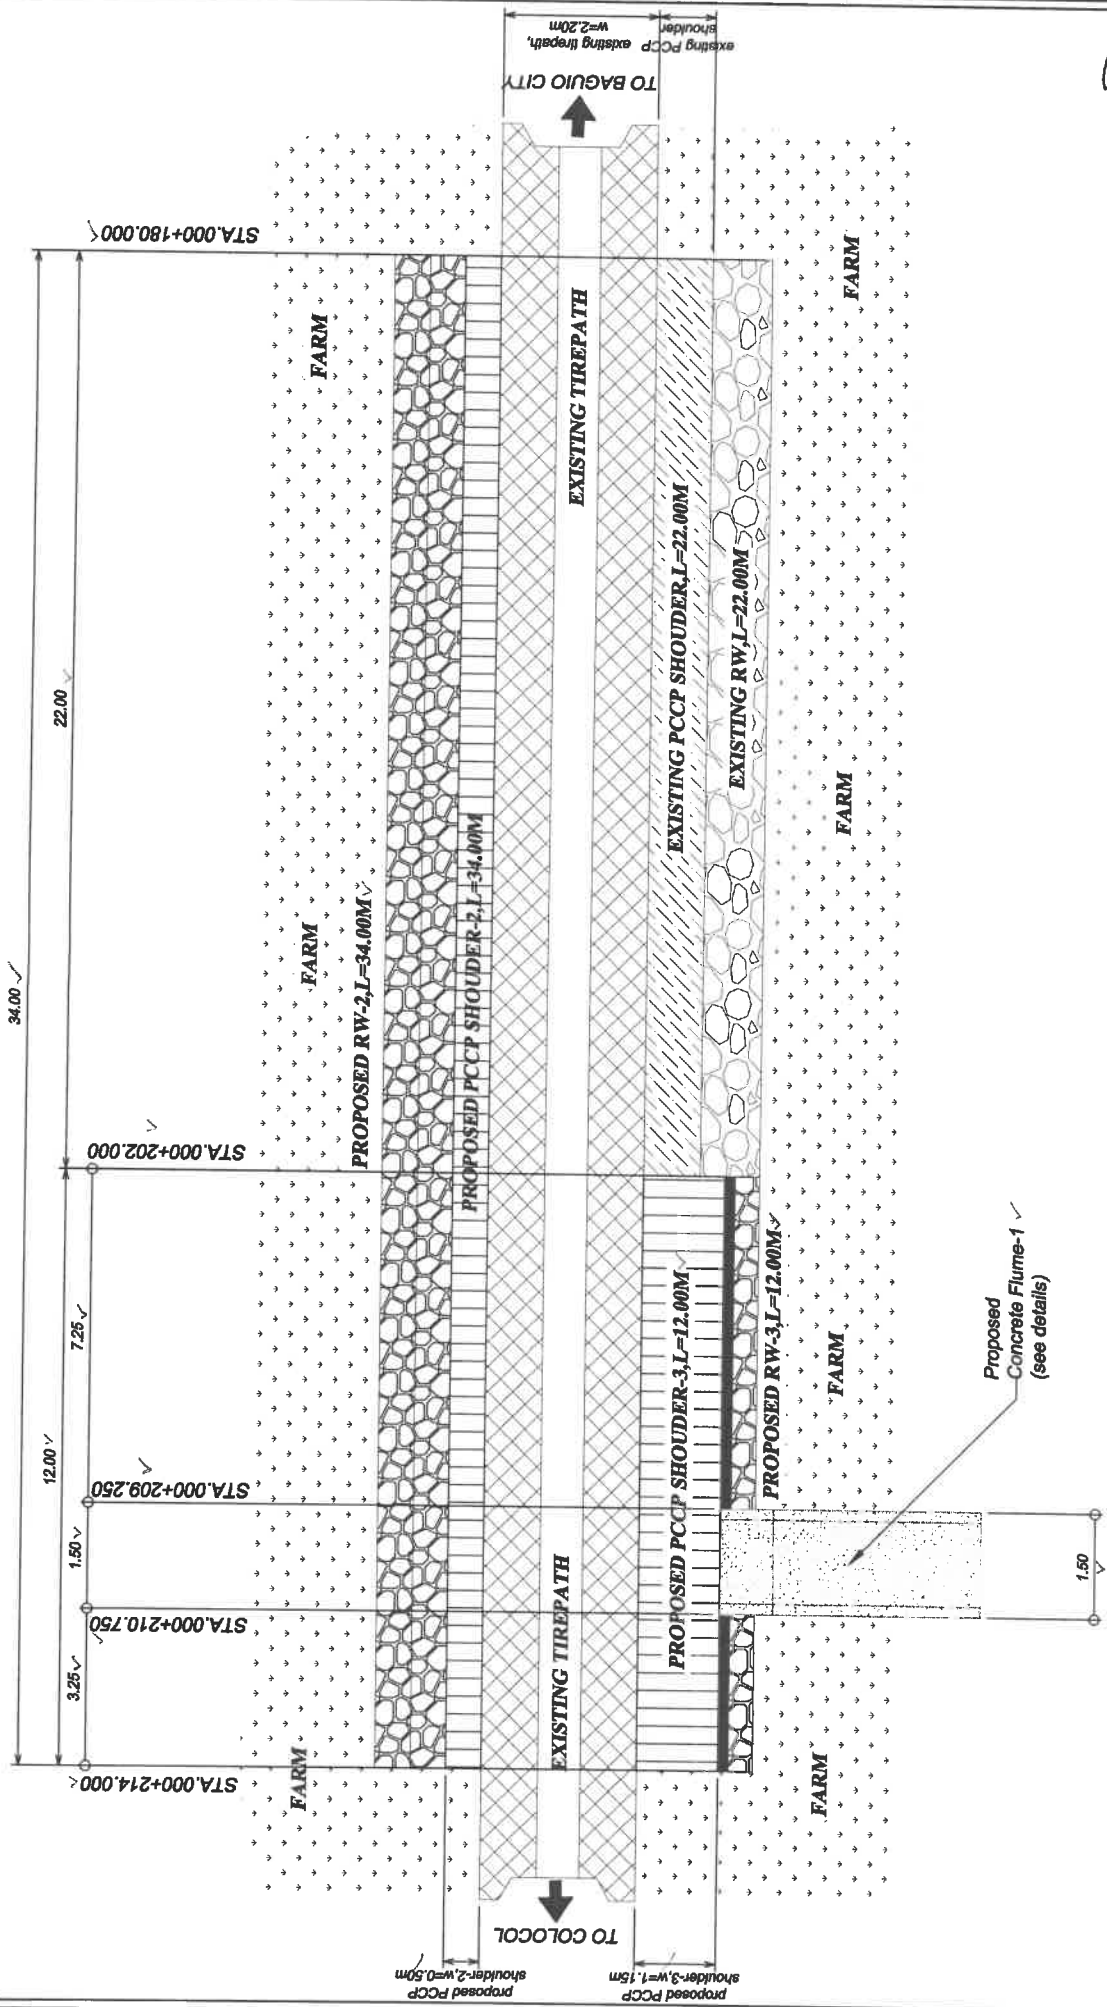 34.00
22.00
12.00
7.25
1.50
3.25
STA.000+180.000
STA.000+202.000
STA.000+209.250
STA.000+210.750
STA.000+214.000
FARM
FARM
FARM
PROPOSED RW-2,L=34.00M
PROPOSED PCCP SHOUDER-2,L=34.00M
TO BAGUIO CITY
existing tirepath,
w=2.20m
existing PCCP
shoulder
EXISTING TIREPATH
EXISTING TIREPATH
TO COLOCOL
proposed PCCP
shoulder-2,w=0.50m
proposed PCCP
shoulder-3,w=1.15m
EXISTING PCCP SHOUDER,L=22.00M
EXISTING RW,L=22.00M
PROPOSED PCCP SHOUDER-3,L=12.00M
PROPOSED RW-3,L=12.00M
FARM
FARM
FARM
FARM
Proposed
Concrete Flume-1
(see details)
1.50